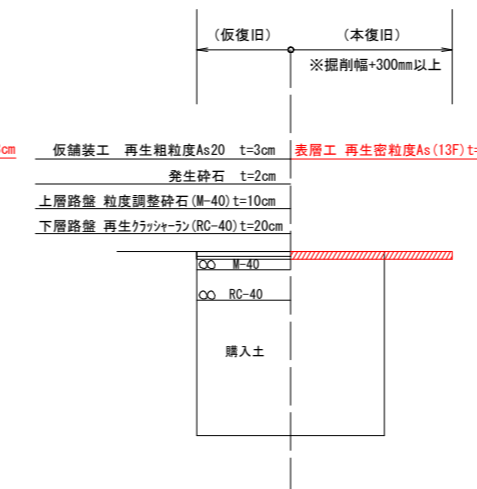 (仮復旧) (本復旧)
※掘削幅+300mm以上
cm 仮舗装工 再生粗粒度As20 t=3cm 表層工 再生密粒度As(13F)t=
発生砕石 t=2cm
上層路盤 粒度調整砕石(M-40)t=10cm
下層路盤 再生クラッシャーラン(RC-40)t=20cm
M-40
RC-40
購入土